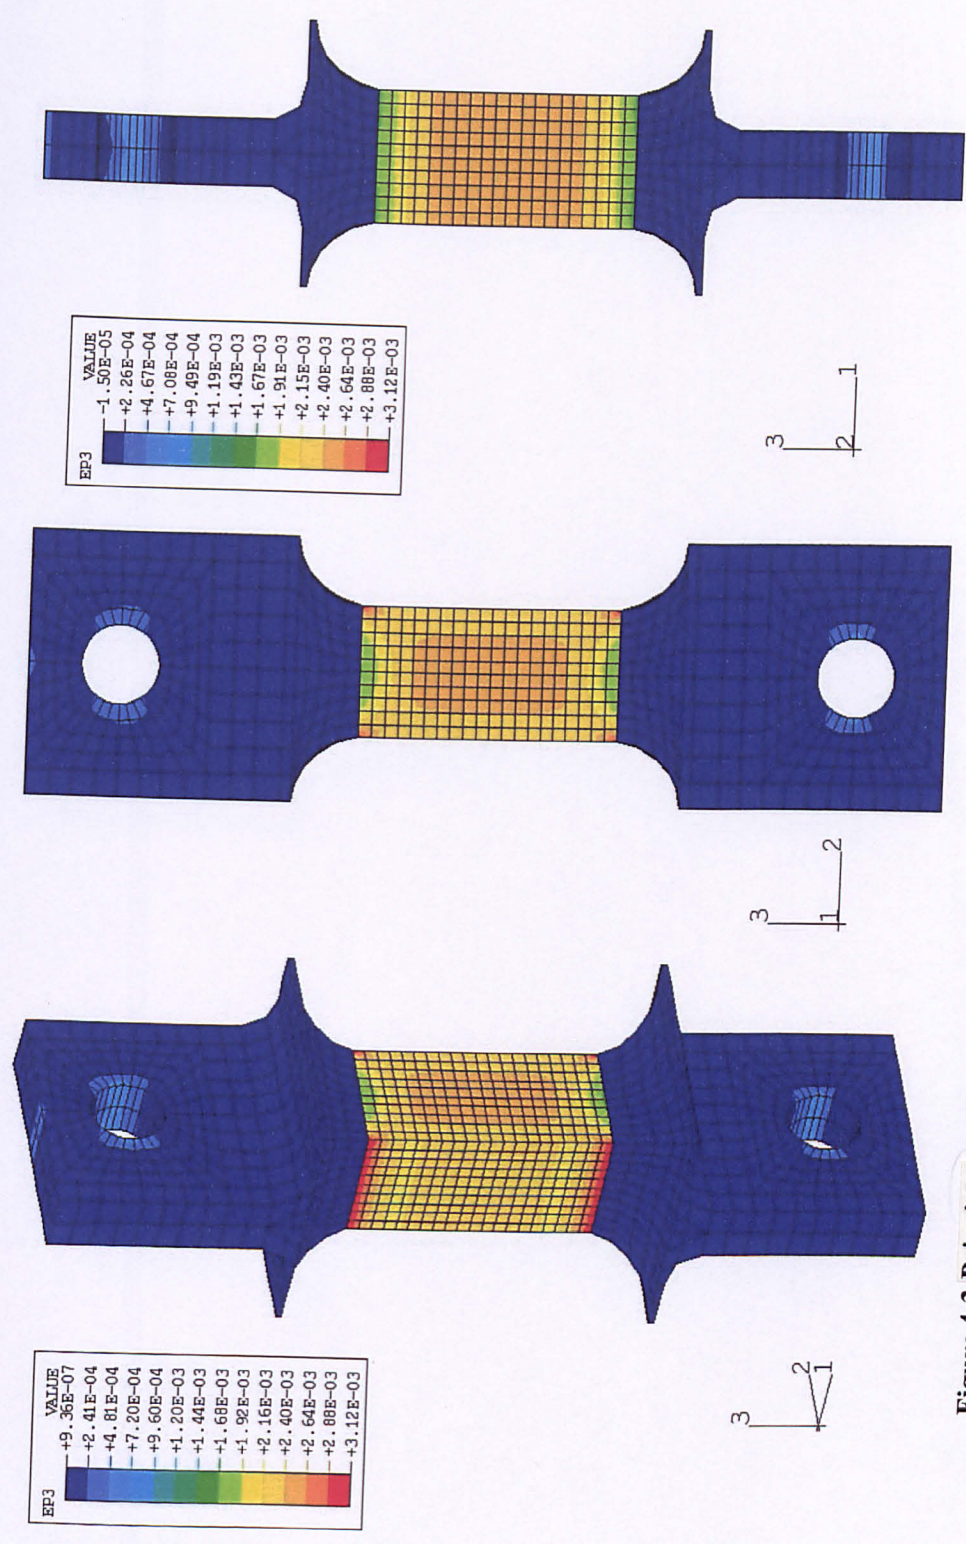 EP3 VALUE
-1.50E-05
+2.26E-04
+4.67E-04
+7.08E-04
+9.49E-04
+1.19E-03
+1.43E-03
+1.67E-03
+1.91E-03
+2.15E-03
+2.40E-03
+2.64E-03
+2.88E-03
+3.12E-03
3
2
1
3
1
2
EP3 VALUE
+9.36E-07
+2.41E-04
+4.81E-04
+7.20E-04
+9.60E-04
+1.20E-03
+1.44E-03
+1.68E-03
+1.92E-03
+2.16E-03
+2.40E-03
+2.64E-03
+2.88E-03
+3.12E-03
3
2
1